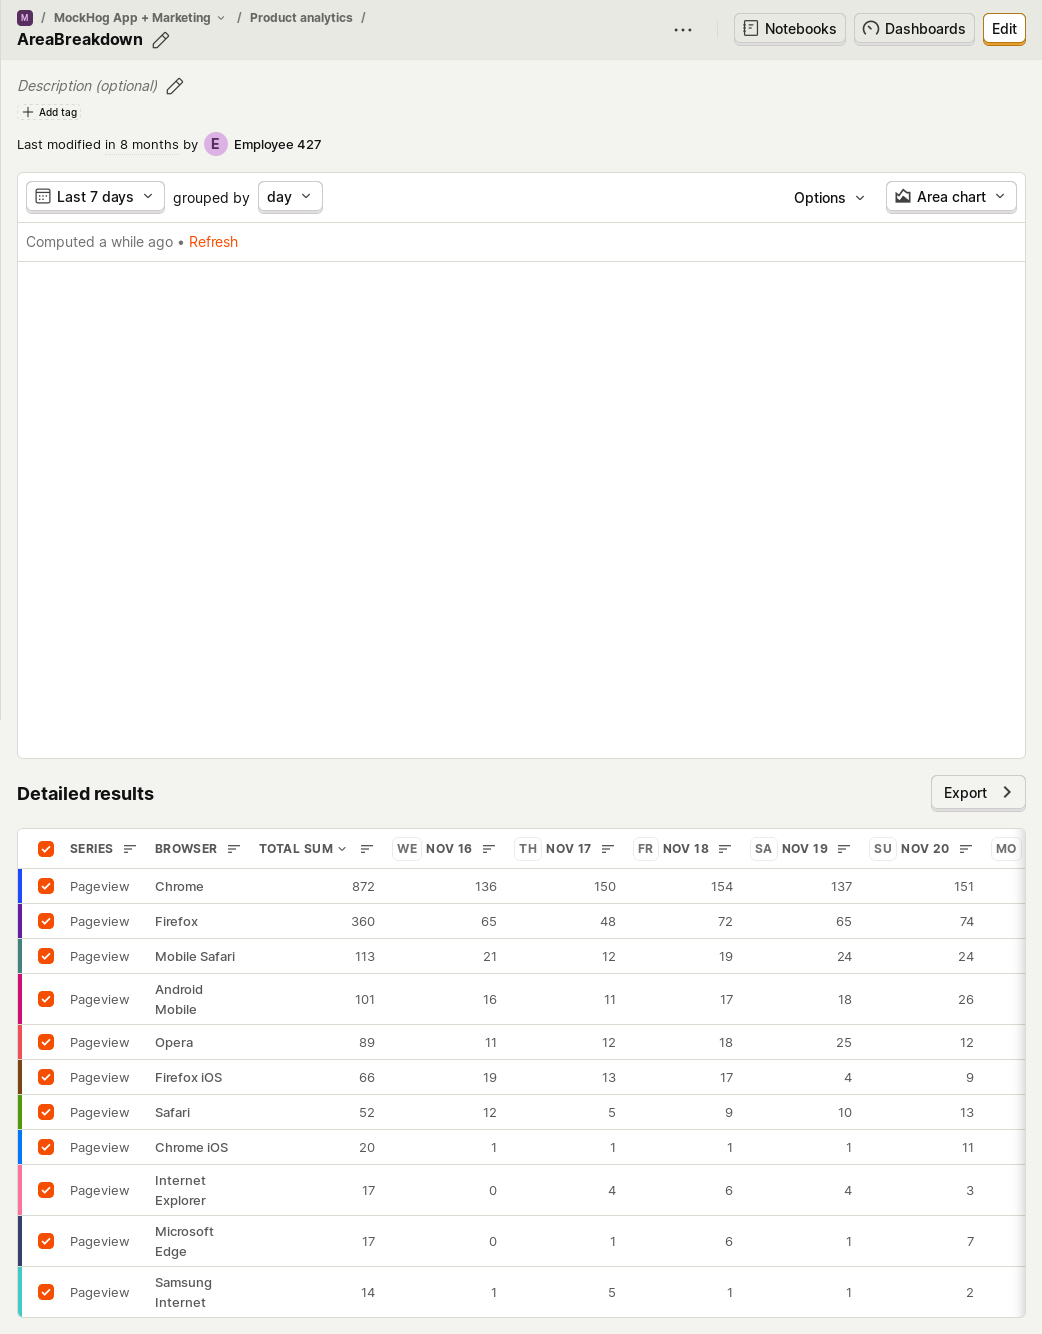 M / MockHog App + Marketing / Product analytics /
AreaBreakdown
Notebooks Dashboards Edit
Description (optional)
Add tag
Last modified in 8 months by E Employee 427
Last 7 days grouped by day Options Area chart
Computed a while ago • Refresh
Detailed results
Export
SERIES BROWSER TOTAL SUM WE NOV 16 TH NOV 17 FR NOV 18 SA NOV 19 SU NOV 20 MO
Pageview Chrome 872 136 150 154 137 151
Pageview Firefox 360 65 48 72 65 74
Pageview Mobile Safari 113 21 12 19 24 24
Pageview Android Mobile 101 16 11 17 18 26
Pageview Opera 89 11 12 18 25 12
Pageview Firefox iOS 66 19 13 17 4 9
Pageview Safari 52 12 5 9 10 13
Pageview Chrome iOS 20 1 1 1 1 11
Pageview Internet Explorer 17 0 4 6 4 3
Pageview Microsoft Edge 17 0 1 6 1 7
Pageview Samsung Internet 14 1 5 1 1 2